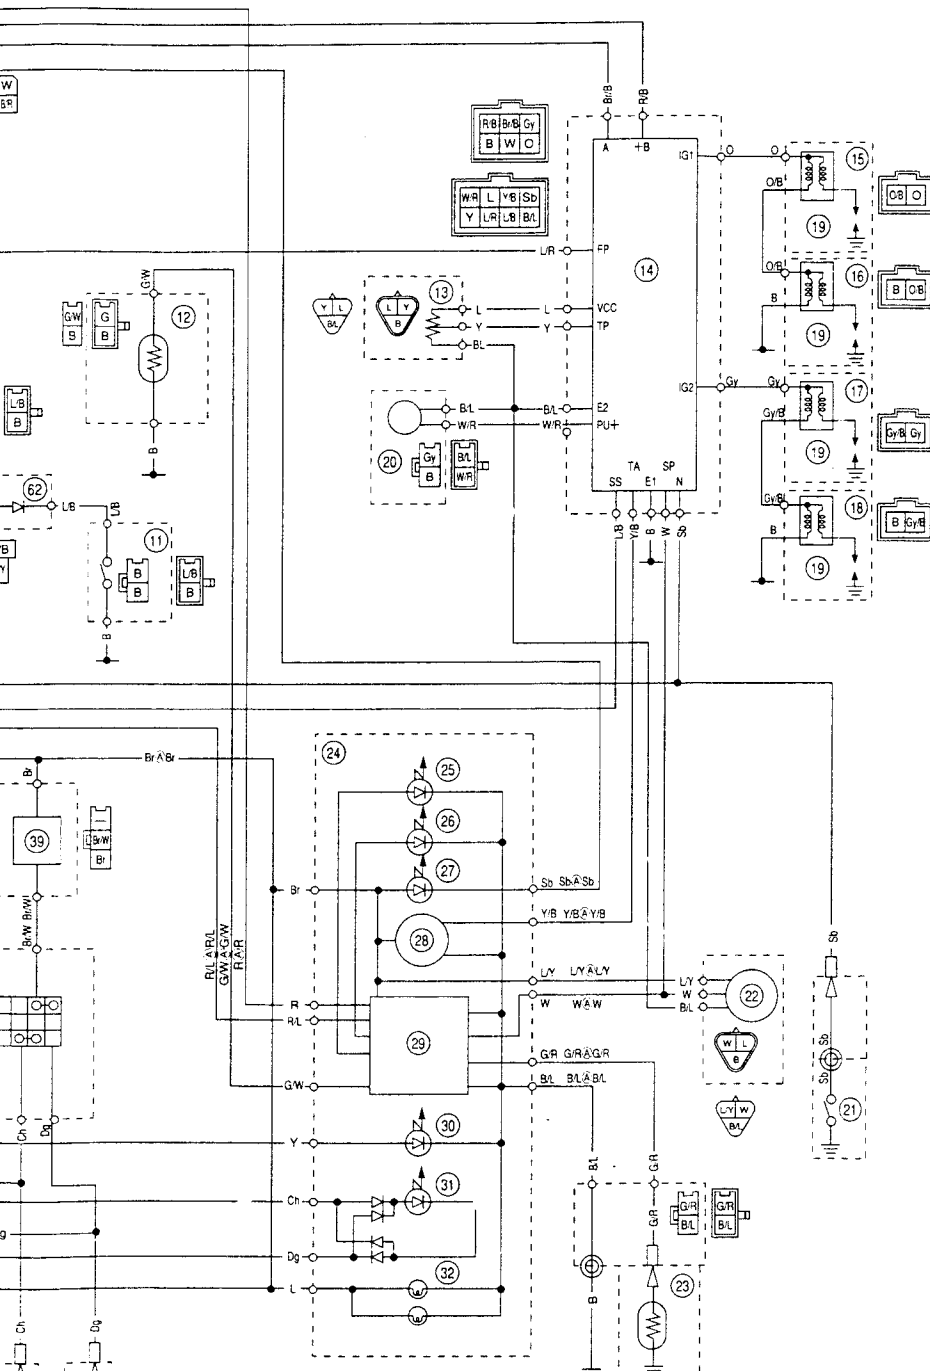 W
B/R
Br/B
R/B
R/B Br/B Gy
B W O
A +B
IG1
O O
15
O/B
O/B O
19
W/R L Y/B Sb
Y L/R L/B B/L
L/R FP
14
O/B
16
B
B O/B
19
G/W
12
G/W
B
G
B
B
13
Y L
B/L
L Y
B
L L VCC
Y Y TP
B/L
IG2
Gy Gy
17
Gy/B
Gy/B Gy
19
L/B
B
B/L B/L E2
W/R W/R PU+
20
Gy
B
B/L
W/R
TA SP
SS E1 N
Gy/B
18
B
B Gy/B
19
L/B
Y/B
B
W
Sb
62
L/B
L/B
Y/B
Y
11
B
B
L/B
B
B
Br A Br
24
25
26
27
28
29
Br
39
Br/W
Br
Br/W
Br/W
R/L A R/L
G/W A G/W
R A R
Br
Sb Sb A Sb
Y/B Y/B A Y/B
L/Y L/Y A L/Y
W W A W
L/Y
W
B/L
22
R
R/L
G/W
G/R G/R A G/R
B/L B/L A B/L
W L
B
L/Y W
B/L
Sb
Sb
Sb
21
Ch
Dg
Y
30
Ch
31
Dg
L
32
B/L
G/R
G/R
G/R
B/L
G/R
B/L
B
23
g
Ch
Dg